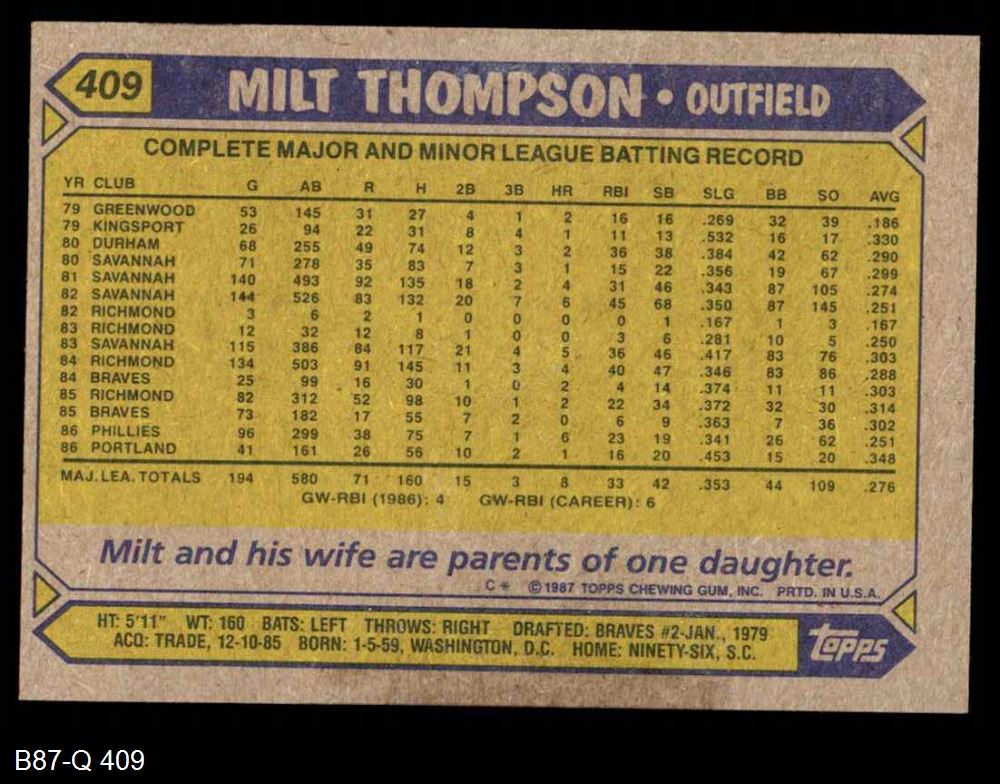 409 MILT THOMPSON • OUTFIELD
COMPLETE MAJOR AND MINOR LEAGUE BATTING RECORD
YR CLUB G AB R H 2B 3B HR RBI SB SLG BB SO AVG
79 GREENWOOD 53 145 31 27 4 1 2 16 16 .269 32 39 .186
79 KINGSPORT 26 94 22 31 8 4 1 11 13 .532 16 17 .330
80 DURHAM 68 255 49 74 12 3 2 36 38 .384 42 62 .290
80 SAVANNAH 71 278 35 83 7 3 1 15 22 .356 19 67 .299
81 SAVANNAH 140 493 92 135 18 2 4 31 46 .343 87 105 .274
82 SAVANNAH 144 526 83 132 20 7 6 45 68 .350 87 145 .251
82 RICHMOND 3 6 2 1 0 0 0 0 1 .167 1 3 .167
83 RICHMOND 12 32 12 8 1 0 0 3 6 .281 10 5 .250
83 SAVANNAH 115 386 84 117 21 4 5 36 46 .417 83 76 .303
84 RICHMOND 134 503 91 145 11 3 4 40 47 .346 83 86 .288
84 BRAVES 25 99 16 30 1 0 2 4 14 .374 11 11 .303
85 RICHMOND 82 312 52 98 10 1 2 22 34 .372 32 30 .314
85 BRAVES 73 182 17 55 7 2 0 6 9 .363 7 36 .302
86 PHILLIES 96 299 38 75 7 1 6 23 19 .341 26 62 .251
86 PORTLAND 41 161 26 56 10 2 1 16 20 .453 15 20 .348
MAJ.LEA.TOTALS 194 580 71 160 15 3 8 33 42 .353 44 109 .276
GW-RBI (1986): 4 GW-RBI (CAREER): 6
Milt and his wife are parents of one daughter.
C* ©1987 TOPPS CHEWING GUM, INC. PRTD. IN U.S.A.
HT: 5'11" WT: 160 BATS: LEFT THROWS: RIGHT DRAFTED: BRAVES #2-JAN., 1979
ACQ: TRADE, 12-10-85 BORN: 1-5-59, WASHINGTON, D.C. HOME: NINETY-SIX, S.C.
topps
B87-Q 409